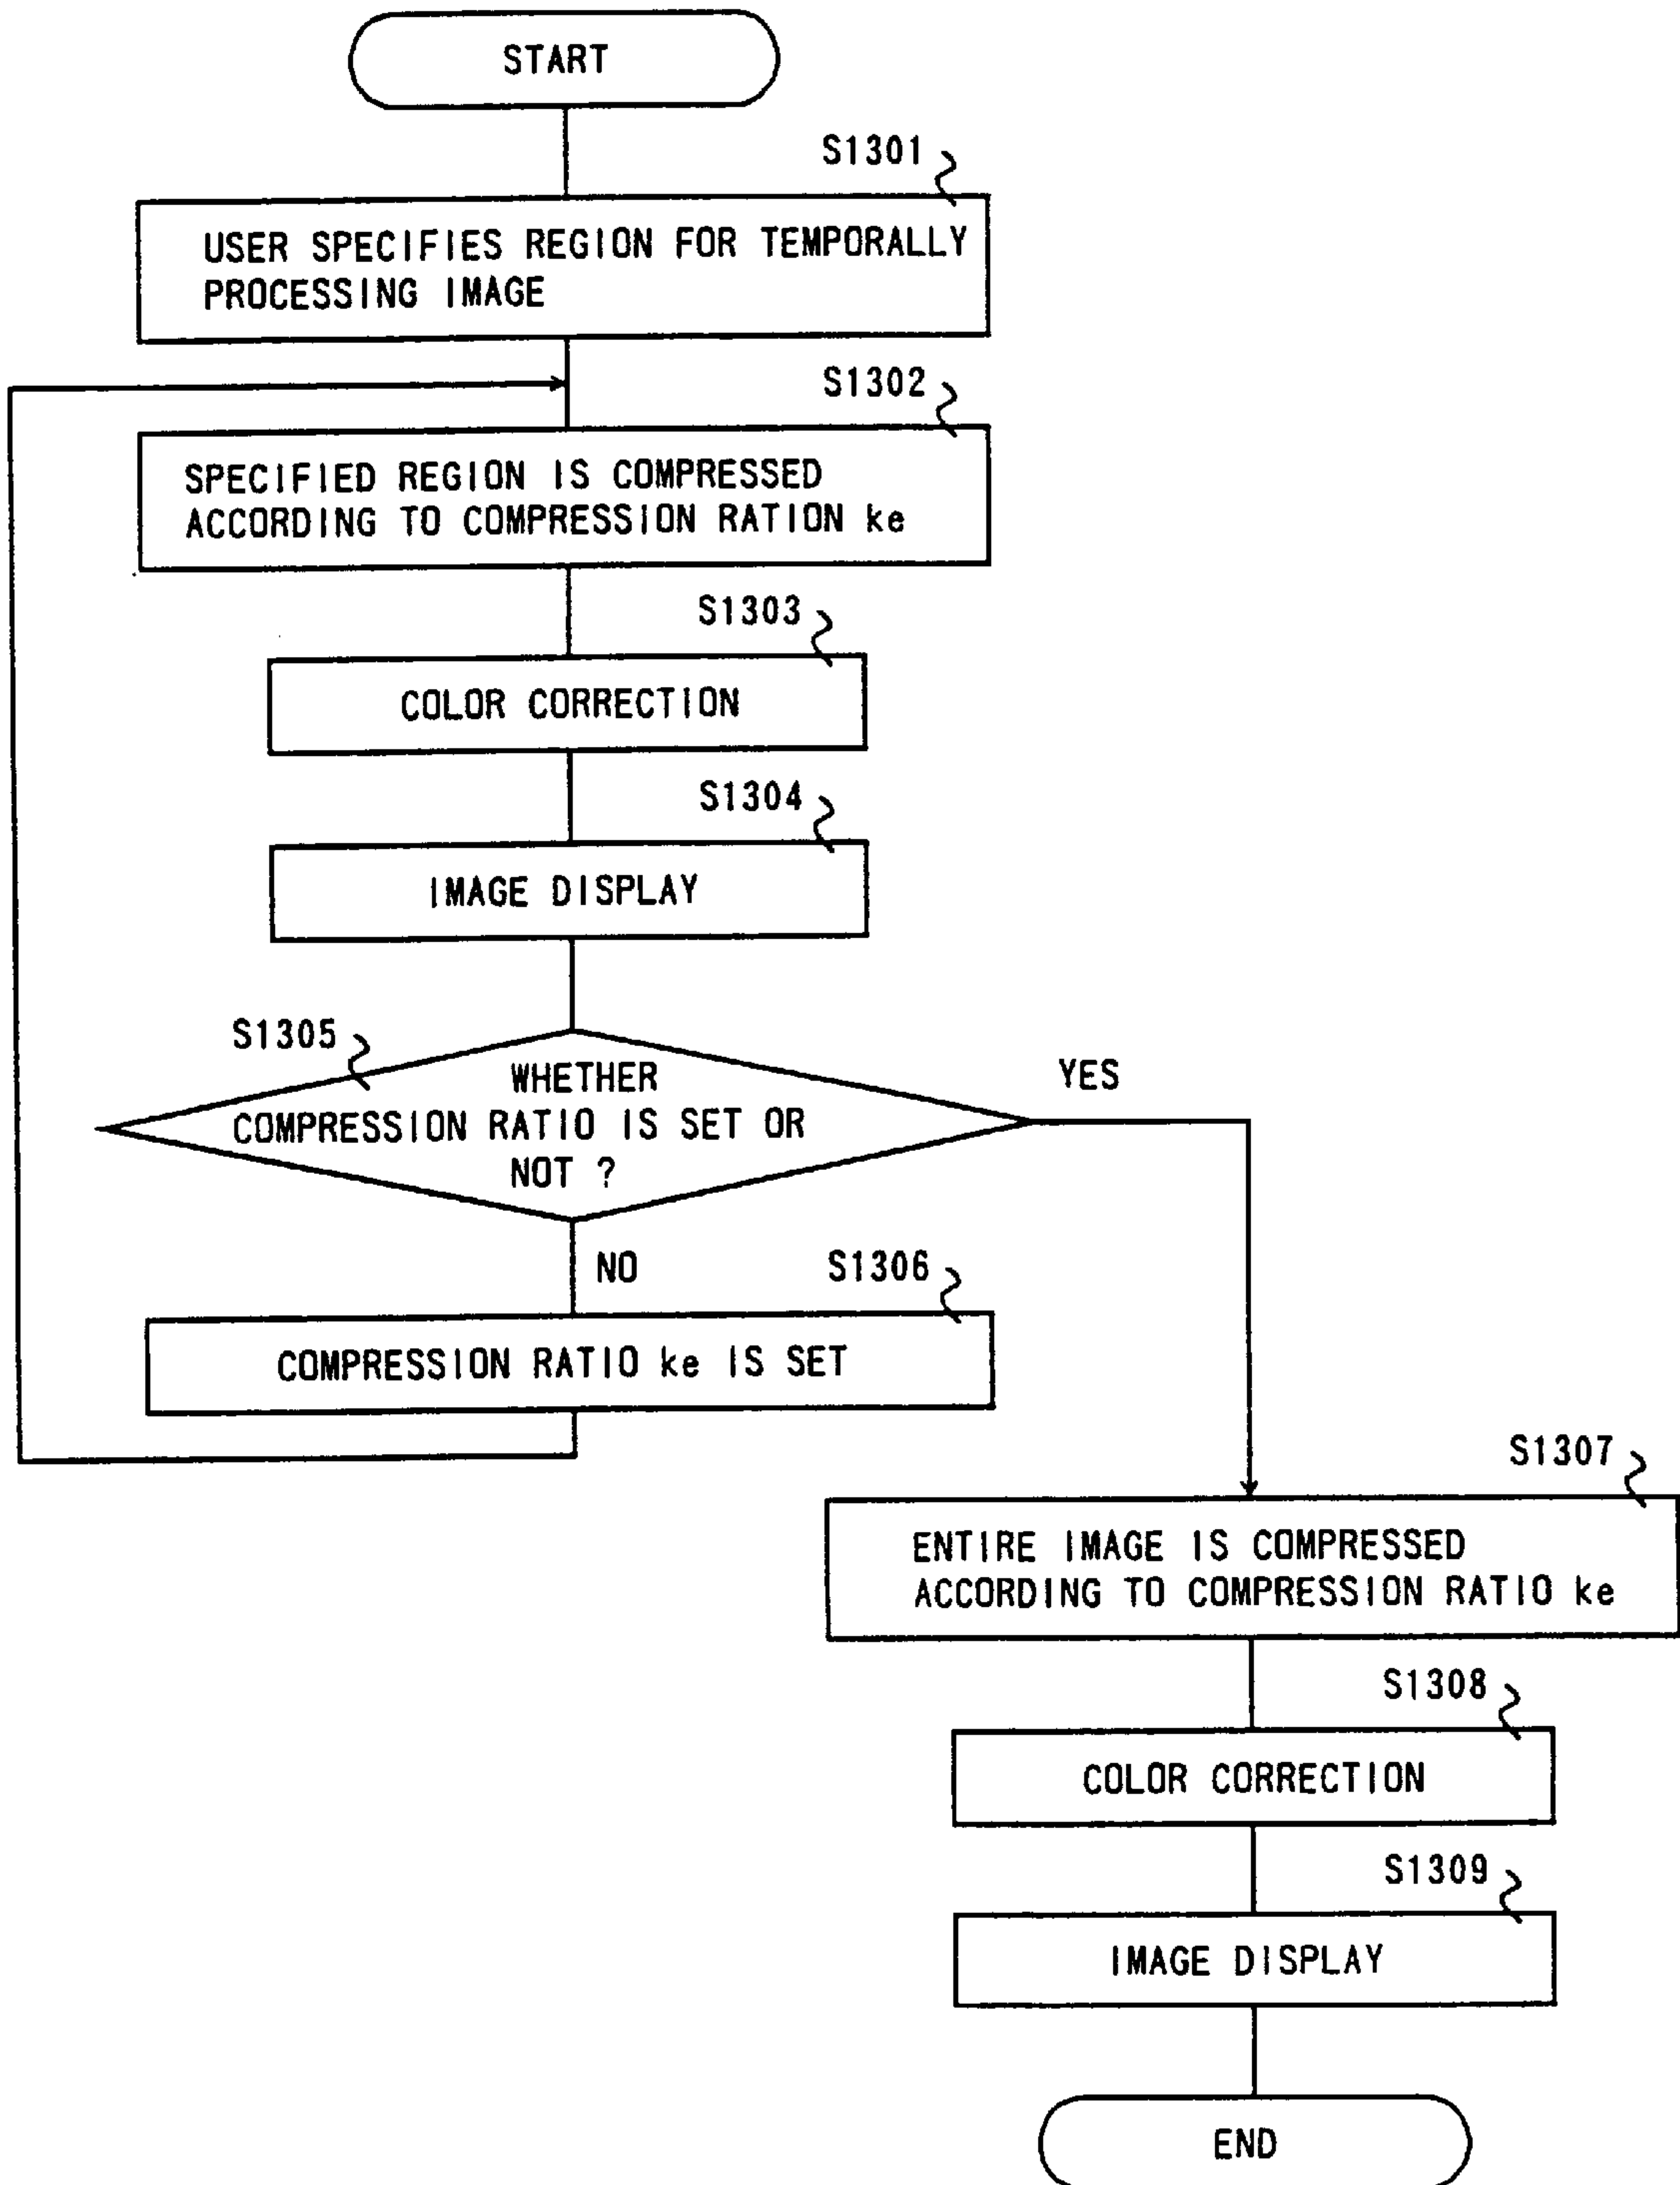 START
S1301
USER SPECIFIES REGION FOR TEMPORALLY
PROCESSING IMAGE
S1302
SPECIFIED REGION IS COMPRESSED
ACCORDING TO COMPRESSION RATION ke
S1303
COLOR CORRECTION
S1304
IMAGE DISPLAY
S1305
WHETHER
COMPRESSION RATIO IS SET OR
NOT ?
YES
NO
S1306
COMPRESSION RATIO ke IS SET
S1307
ENTIRE IMAGE IS COMPRESSED
ACCORDING TO COMPRESSION RATIO ke
S1308
COLOR CORRECTION
S1309
IMAGE DISPLAY
END